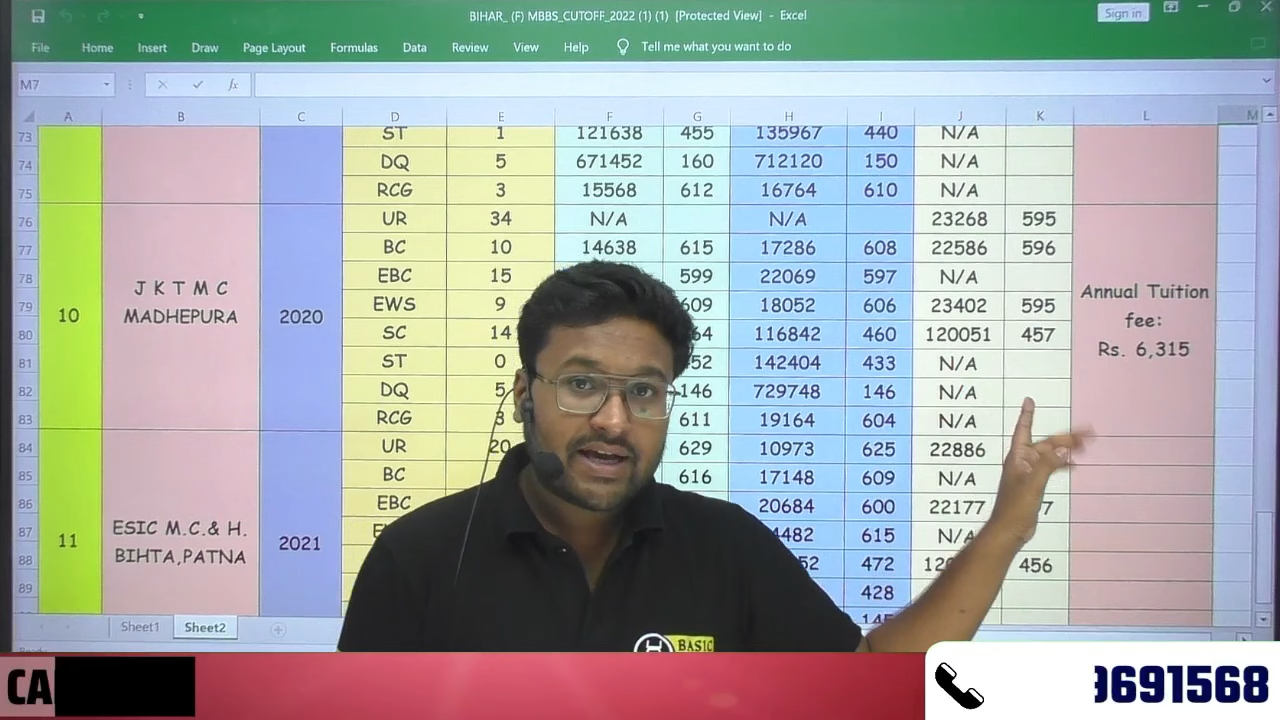 BIHAR_ (F) MBBS_CUTOFF_2022 (1) (1) [Protected View] - Excel
Sign in
File Home Insert Draw Page Layout Formulas Data Review View Help Tell me what you want to do
M7 fx
A B C D E F G H I J K L M
73 ST 1 121638 455 135967 440 N/A
74 DQ 5 671452 160 712120 150 N/A
75 RCG 3 15568 612 16764 610 N/A
76 UR 34 N/A N/A 23268 595
77 BC 10 14638 615 17286 608 22586 596
78 EBC 15 599 22069 597 N/A
J K T M C
MADHEPURA
10
2020
79 EWS 9 609 18052 606 23402 595
80 SC 14 116842 460 120051 457
81 ST 0 142404 433 N/A
82 DQ 5 146 729748 146 N/A
83 RCG 3 611 19164 604 N/A
Annual Tuition
fee:
Rs. 6,315
84 UR 20 629 10973 625 22886
85 BC 616 17148 609 N/A
86 EBC 20684 600 22177
87 615
88 472 456
89 428
11
ESIC M.C.& H.
BIHTA,PATNA
2021
Sheet1 Sheet2
BASIC
CA
9691568